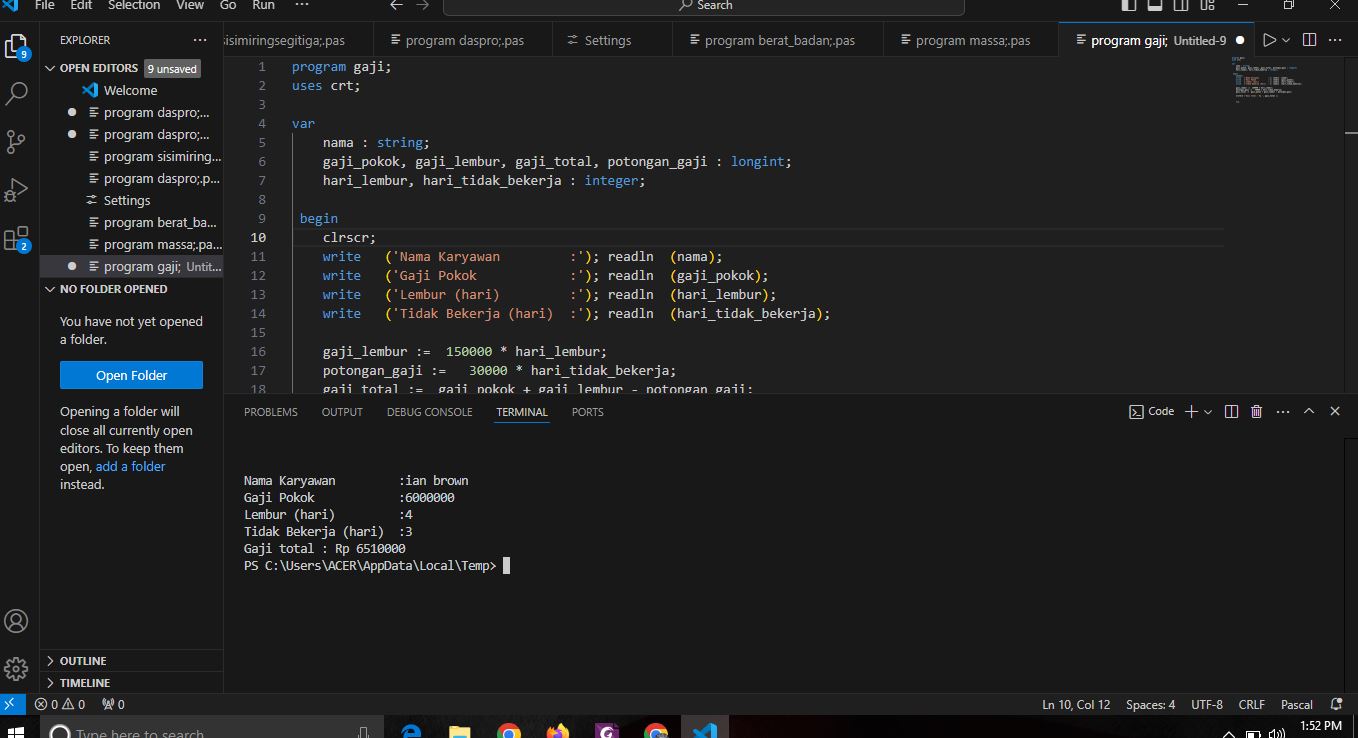 File Edit Selection View Go Run ··· Search
EXPLORER ···
OPEN EDITORS 9 unsaved
Welcome
program daspro;...
program daspro;...
program sisimiring...
program daspro;.p...
Settings
program berat_ba...
program massa;.pa...
program gaji; Untit...
NO FOLDER OPENED
You have not yet opened
a folder.
Open Folder
Opening a folder will
close all currently open
editors. To keep them
open, add a folder
instead.
OUTLINE
TIMELINE
9
2
sisimiringsegitiga;.pas program daspro;.pas Settings program berat_badan;.pas program massa;.pas program gaji; Untitled-9
1 program gaji;
2 uses crt;
3
4 var
5 nama : string;
6 gaji_pokok, gaji_lembur, gaji_total, potongan_gaji : longint;
7 hari_lembur, hari_tidak_bekerja : integer;
8
9 begin
10 clrscr;
11 write ('Nama Karyawan :'); readln (nama);
12 write ('Gaji Pokok :'); readln (gaji_pokok);
13 write ('Lembur (hari) :'); readln (hari_lembur);
14 write ('Tidak Bekerja (hari) :'); readln (hari_tidak_bekerja);
15
16 gaji_lembur := 150000 * hari_lembur;
17 potongan_gaji := 30000 * hari_tidak_bekerja;
18 gaji_total := gaji_pokok + gaji_lembur - potongan_gaji;
PROBLEMS OUTPUT DEBUG CONSOLE TERMINAL PORTS Code
Nama Karyawan :ian brown
Gaji Pokok :6000000
Lembur (hari) :4
Tidak Bekerja (hari) :3
Gaji total : Rp 6510000
PS C:\Users\ACER\AppData\Local\Temp>
0 0 0 Ln 10, Col 12 Spaces: 4 UTF-8 CRLF Pascal
Type here to search 1:52 PM